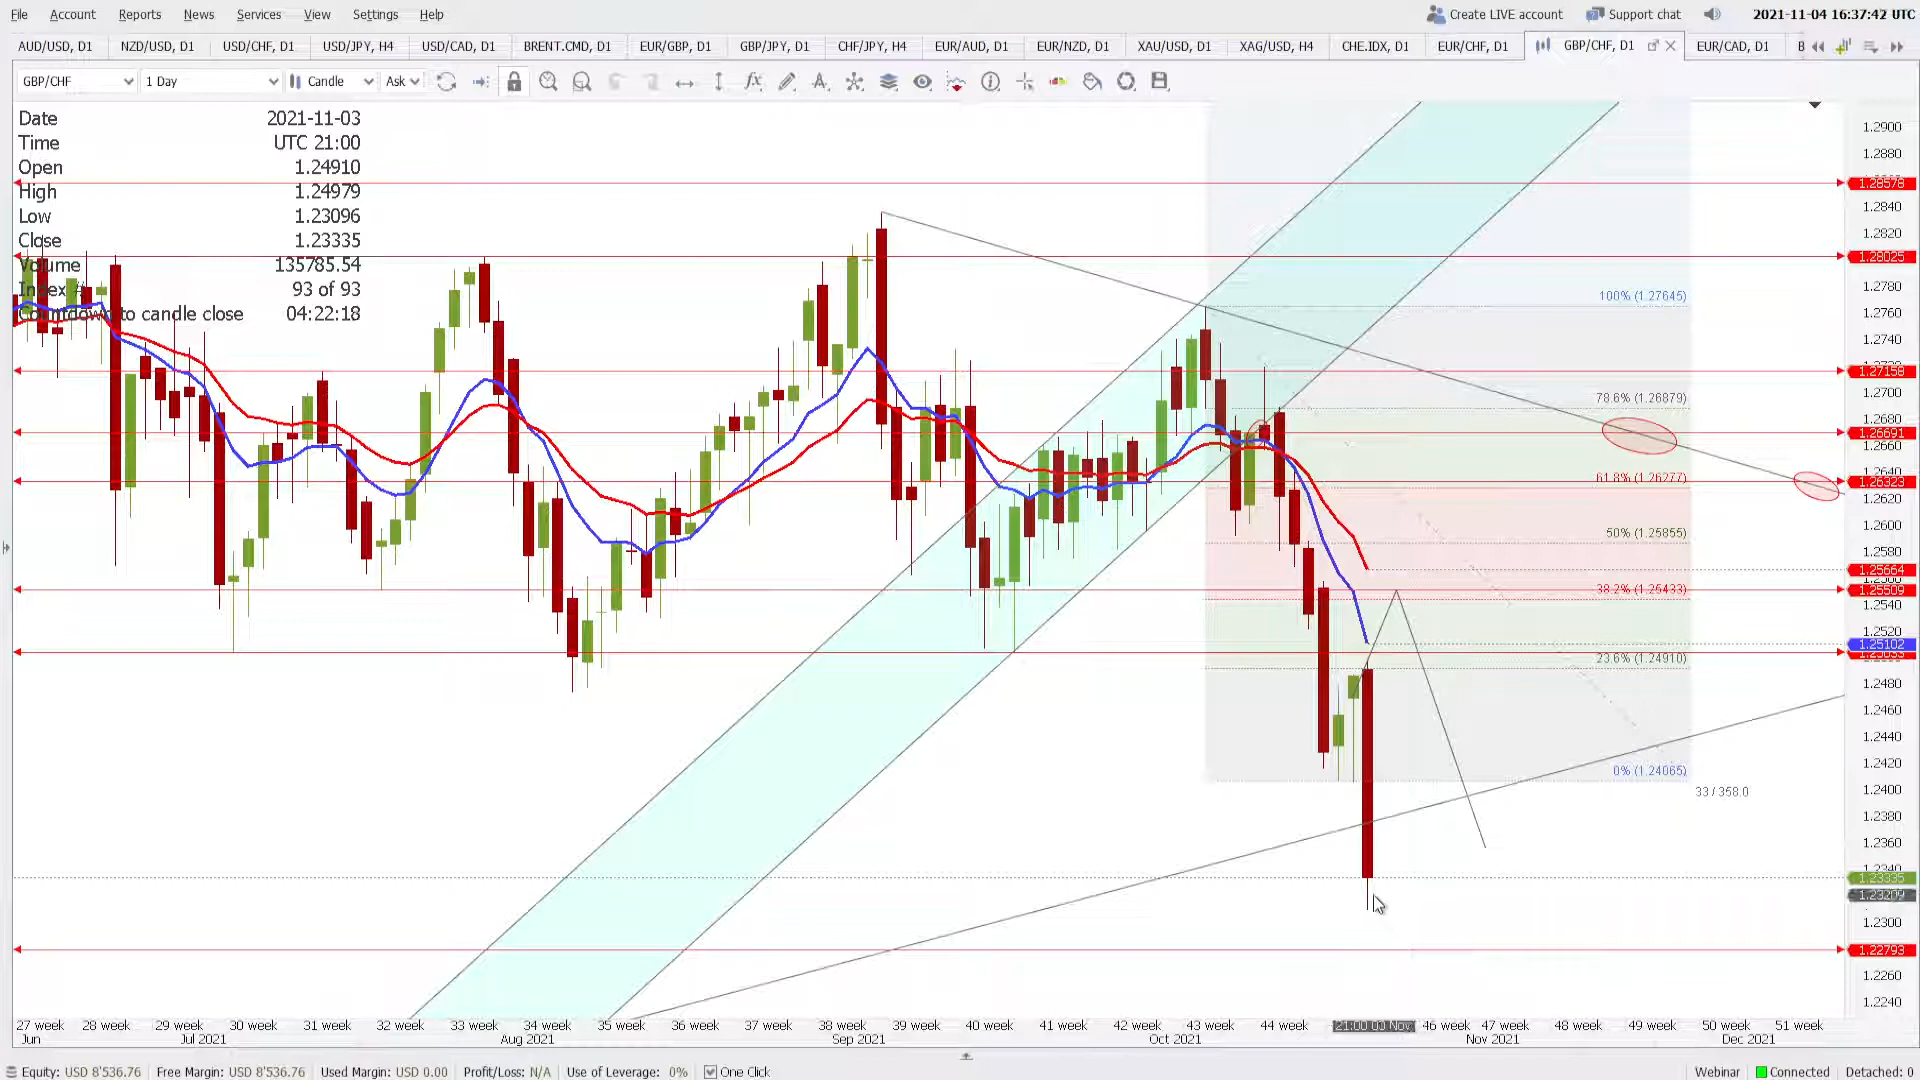 File Account Reports News Services View Settings Help Create LIVE account Support chat 2021-11-04 16:37:42 UTC
AUD/USD, D1 NZD/USD, D1 USD/CHF, D1 USD/JPY, H4 USD/CAD, D1 BRENT.CMD, D1 EUR/GBP, D1 GBP/JPY, D1 CHF/JPY, H4 EUR/AUD, D1 EUR/NZD, D1 XAU/USD, D1 XAG/USD, H4 CHE.IDX, D1 EUR/CHF, D1 GBP/CHF, D1 EUR/CAD, D1 B
GBP/CHF 1 Day Candle Ask
Date 2021-11-03
Time UTC 21:00
Open 1.24910
High 1.24979
Low 1.23096
Close 1.23335
Volume 135785.54
Index # 93 of 93
Countdown to candle close 04:22:18
100% (1.27645)
78.6% (1.26879)
61.8% (1.26277)
50% (1.25855)
38.2% (1.25433)
23.6% (1.24910)
0% (1.24065)
33 / 358.0
1.2900
1.2880
1.28578
1.2840
1.2820
1.28025
1.2780
1.2760
1.2740
1.27158
1.2700
1.2680
1.26691
1.2660
1.2640
1.26323
1.2620
1.2600
1.2580
1.25664
1.25509
1.2540
1.2520
1.25102
1.2480
1.2460
1.2440
1.2420
1.2400
1.2380
1.2360
1.23335
1.23209
1.2300
1.22793
1.2260
1.2240
27 week 28 week 29 week 30 week 31 week 32 week 33 week 34 week 35 week 36 week 37 week 38 week 39 week 40 week 41 week 42 week 43 week 44 week 21:00 03 Nov 46 week 47 week 48 week 49 week 50 week 51 week
Jun Jul 2021 Aug 2021 Sep 2021 Oct 2021 Nov 2021 Dec 2021
Equity: USD 8'536.76 Free Margin: USD 8'536.76 Used Margin: USD 0.00 Profit/Loss: N/A Use of Leverage: 0% One Click Webinar Connected Detached: 0